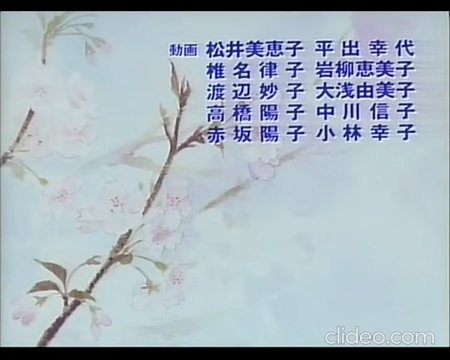 動画 松井美恵子 平出幸代
椎名律子 岩柳恵美子
渡辺妙子 大浅由美子
高橋陽子 中川信子
赤坂陽子 小林幸子
clideo.com